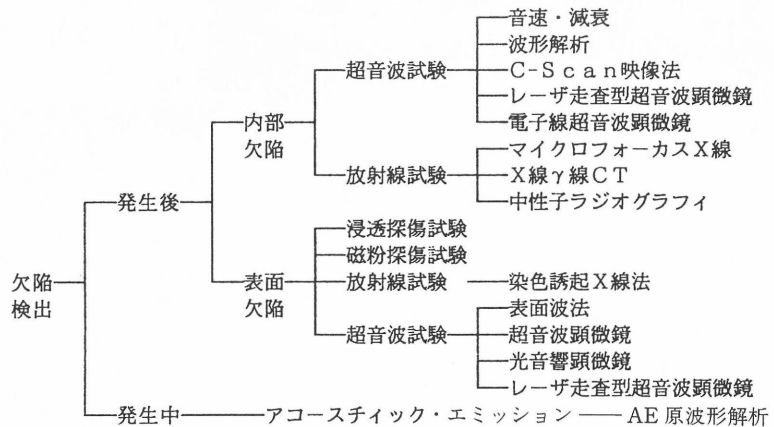 音速・減衰
波形解析
超音波試験
C-Scan映像法
レーザ走査型超音波顕微鏡
内部
欠陥
電子線超音波顕微鏡
マイクロフォーカスX線
放射線試験
X線γ線CT
中性子ラジオグラフィ
発生後
浸透探傷試験
磁粉探傷試験
欠陥
検出
表面
欠陥
放射線試験
染色誘起X線法
表面波法
超音波試験
超音波顕微鏡
光音響顕微鏡
レーザ走査型超音波顕微鏡
発生中
アコースティック・エミッション
AE原波形解析